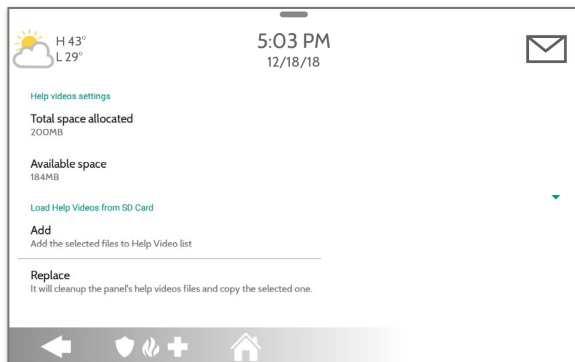 H 43°
L 29°
5:03 PM
12/18/18
Help videos settings
Total space allocated
200MB
Available space
184MB
Load Help Videos from SD Card
Add
Add the selected files to Help Video list
Replace
It will cleanup the panel's help videos files and copy the selected one.